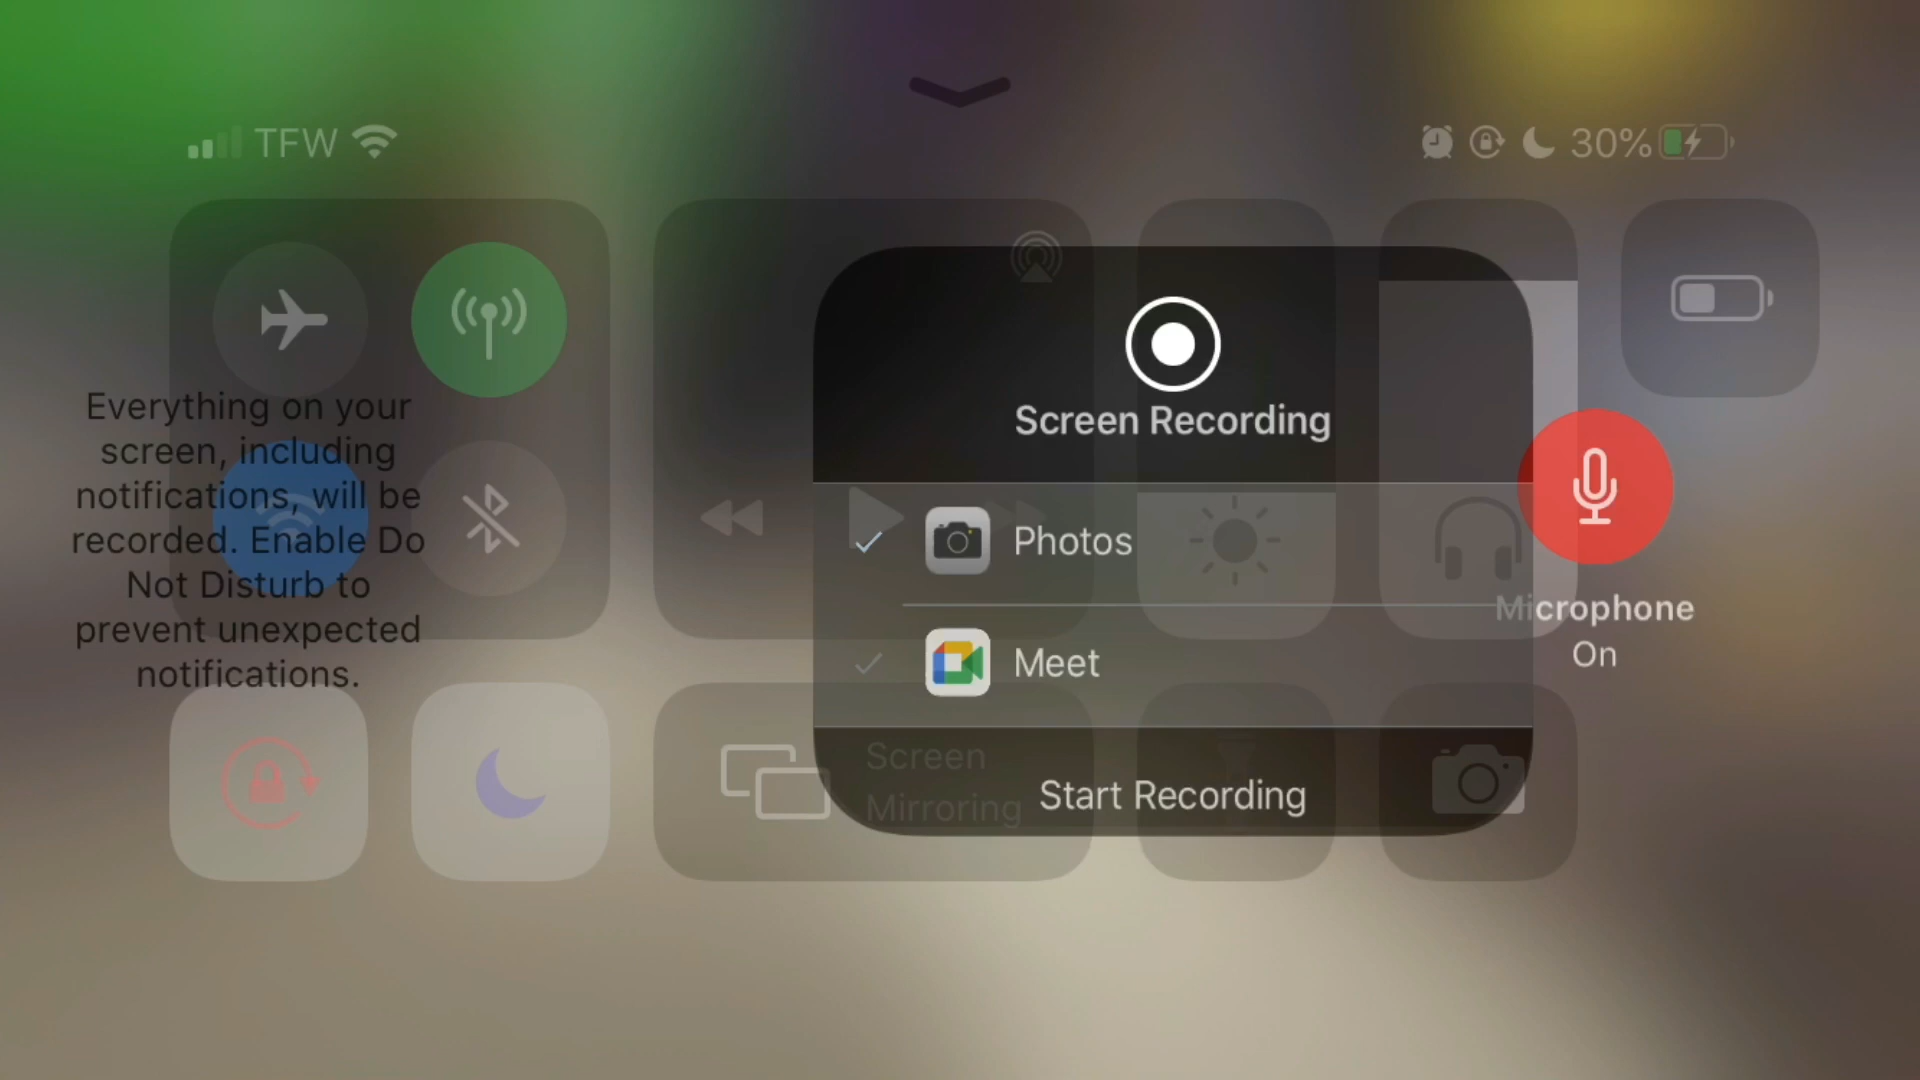 TFW
30%
Everything on your
screen, including
notifications, will be
recorded. Enable Do
Not Disturb to
prevent unexpected
notifications.
Screen Recording
Photos
Meet
Start Recording
Microphone
On
Screen
Mirroring